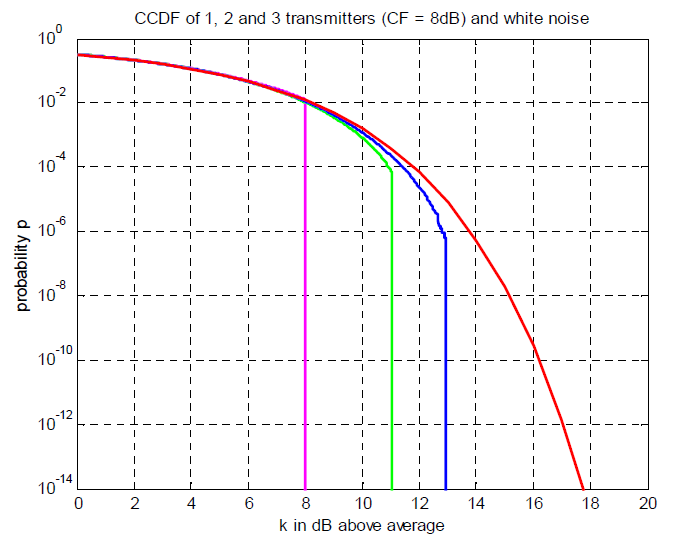 CCDF of 1, 2 and 3 transmitters (CF = 8dB) and white noise
10^0
10^-2
10^-4
10^-6
10^-8
10^-10
10^-12
10^-14
probability p
0 2 4 6 8 10 12 14 16 18 20
k in dB above average